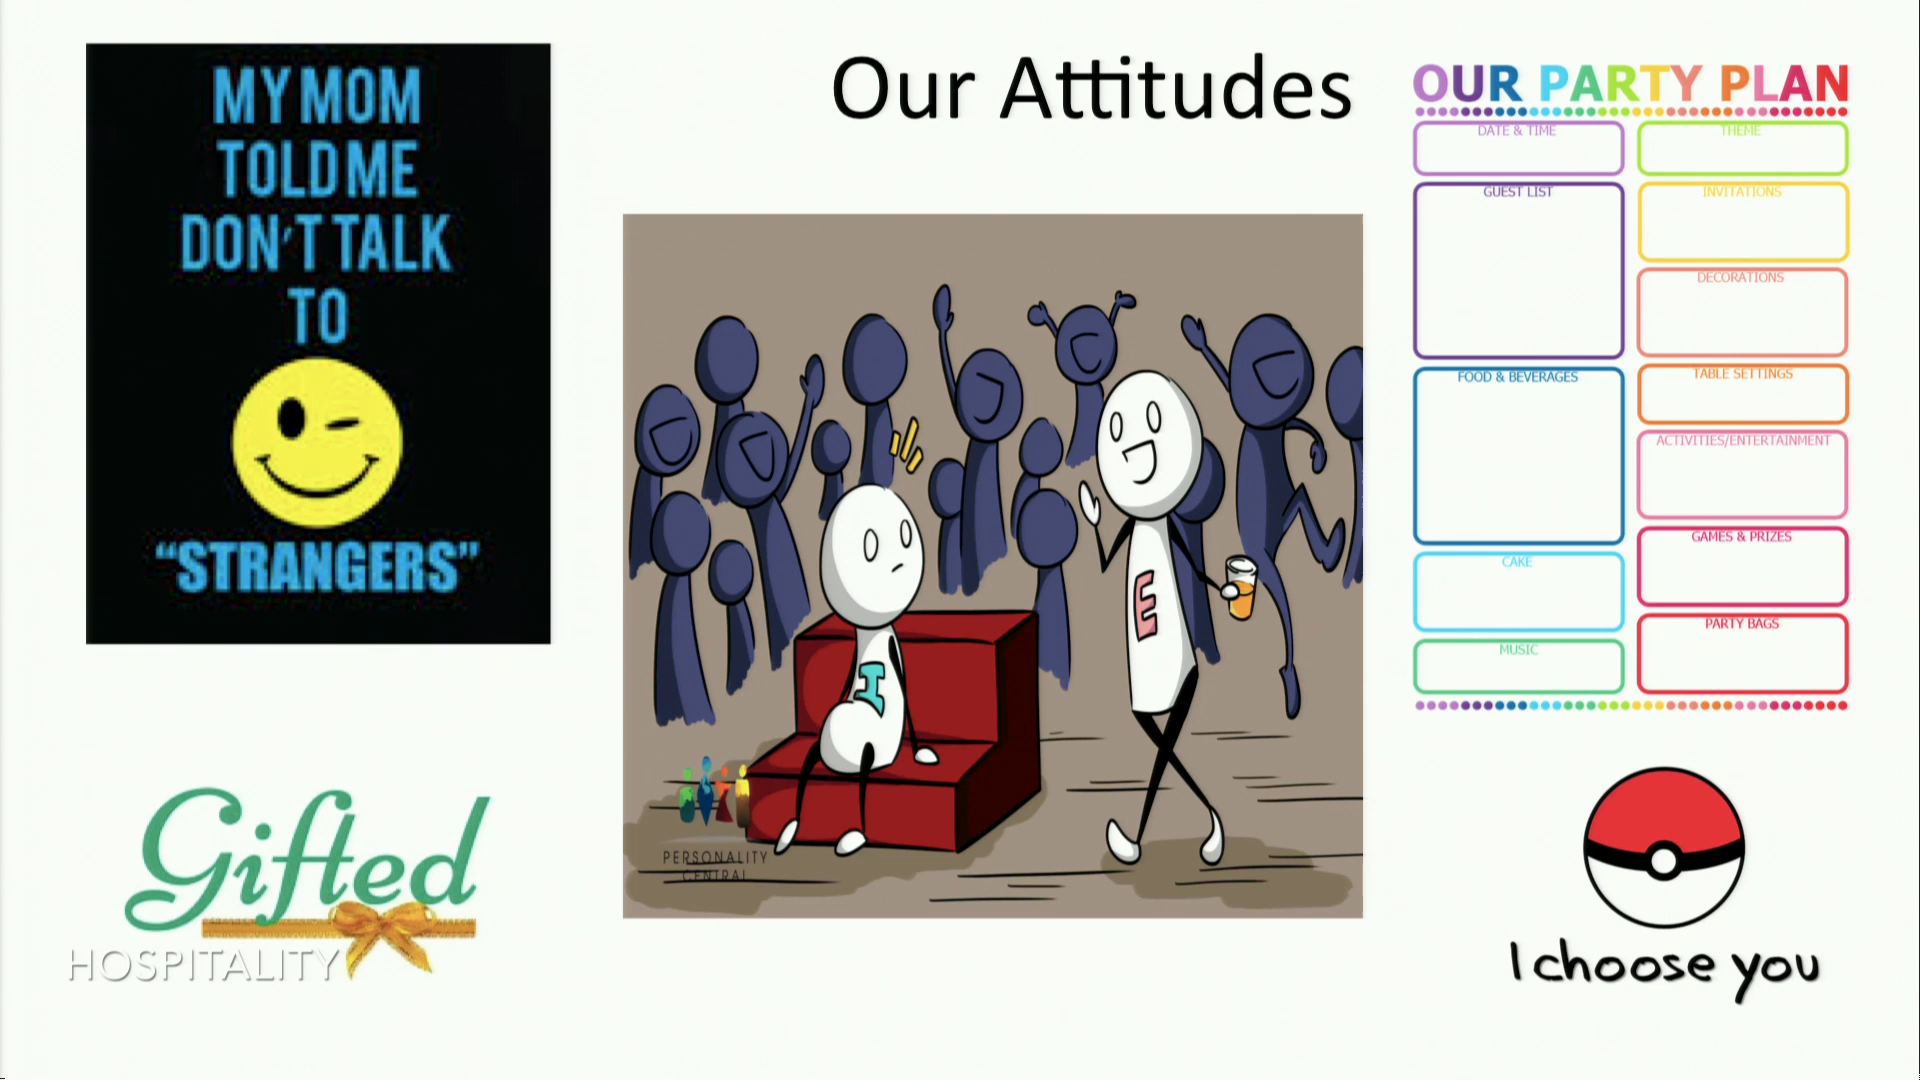 MY MOM
TOLD ME
DON'T TALK
TO
"STRANGERS"
Our Attitudes
OUR PARTY PLAN
DATE & TIME
GUEST LIST
FOOD & BEVERAGES
CAKE
MUSIC
THEME
INVITATIONS
DECORATIONS
TABLE SETTINGS
ACTIVITIES/ENTERTAINMENT
GAMES & PRIZES
PARTY BAGS
I
E
PERSONALITY
CENTRAL
Gifted
HOSPITALITY
I choose you